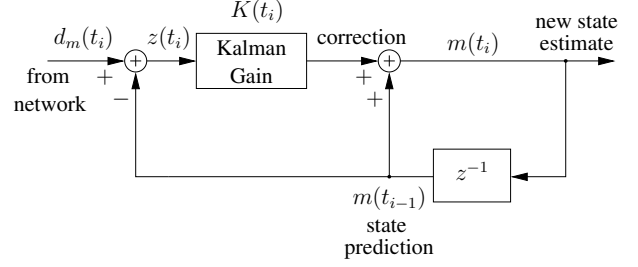 K(t_i)
new state
estimate
d_m(t_i)
z(t_i)
Kalman
Gain
correction
m(t_i)
+
+
+
+
−
+
from
network
z^{-1}
m(t_{i-1})
state
prediction